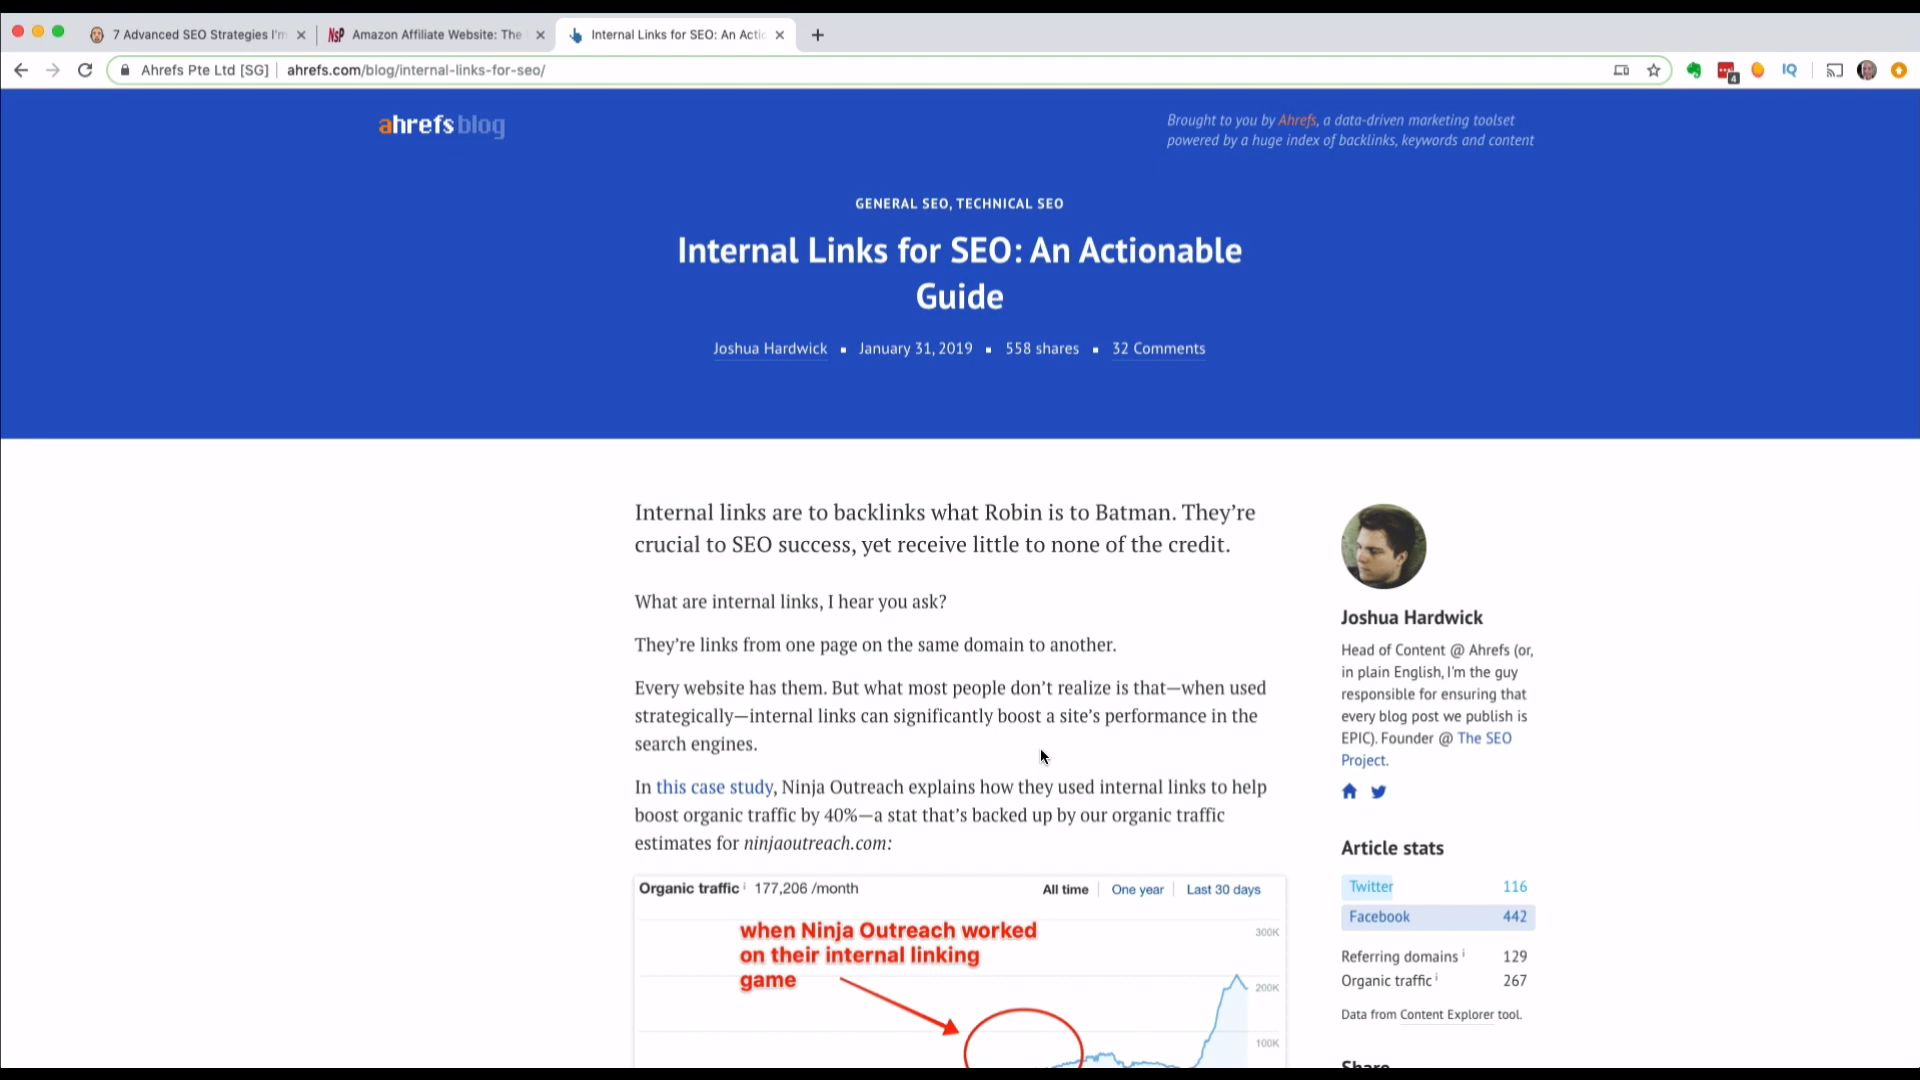 7 Advanced SEO Strategies I'm
NSP Amazon Affiliate Website: The
Internal Links for SEO: An Actio
Ahrefs Pte Ltd [SG] ahrefs.com/blog/internal-links-for-seo/
4
IQ
ahrefsblog
Brought to you by Ahrefs, a data-driven marketing toolset
powered by a huge index of backlinks, keywords and content
GENERAL SEO, TECHNICAL SEO
Internal Links for SEO: An Actionable
Guide
Joshua Hardwick ▪ January 31, 2019 ▪ 558 shares ▪ 32 Comments
Internal links are to backlinks what Robin is to Batman. They’re
crucial to SEO success, yet receive little to none of the credit.
What are internal links, I hear you ask?
They’re links from one page on the same domain to another.
Every website has them. But what most people don’t realize is that—when used
strategically—internal links can significantly boost a site’s performance in the
search engines.
In this case study, Ninja Outreach explains how they used internal links to help
boost organic traffic by 40%—a stat that’s backed up by our organic traffic
estimates for ninjaoutreach.com:
Organic traffic i 177,206 /month
All time One year Last 30 days
when Ninja Outreach worked
on their internal linking
game
300K
200K
100K
Joshua Hardwick
Head of Content @ Ahrefs (or,
in plain English, I'm the guy
responsible for ensuring that
every blog post we publish is
EPIC). Founder @ The SEO
Project.
Article stats
Twitter 116
Facebook 442
Referring domains i 129
Organic traffic i 267
Data from Content Explorer tool.
Share